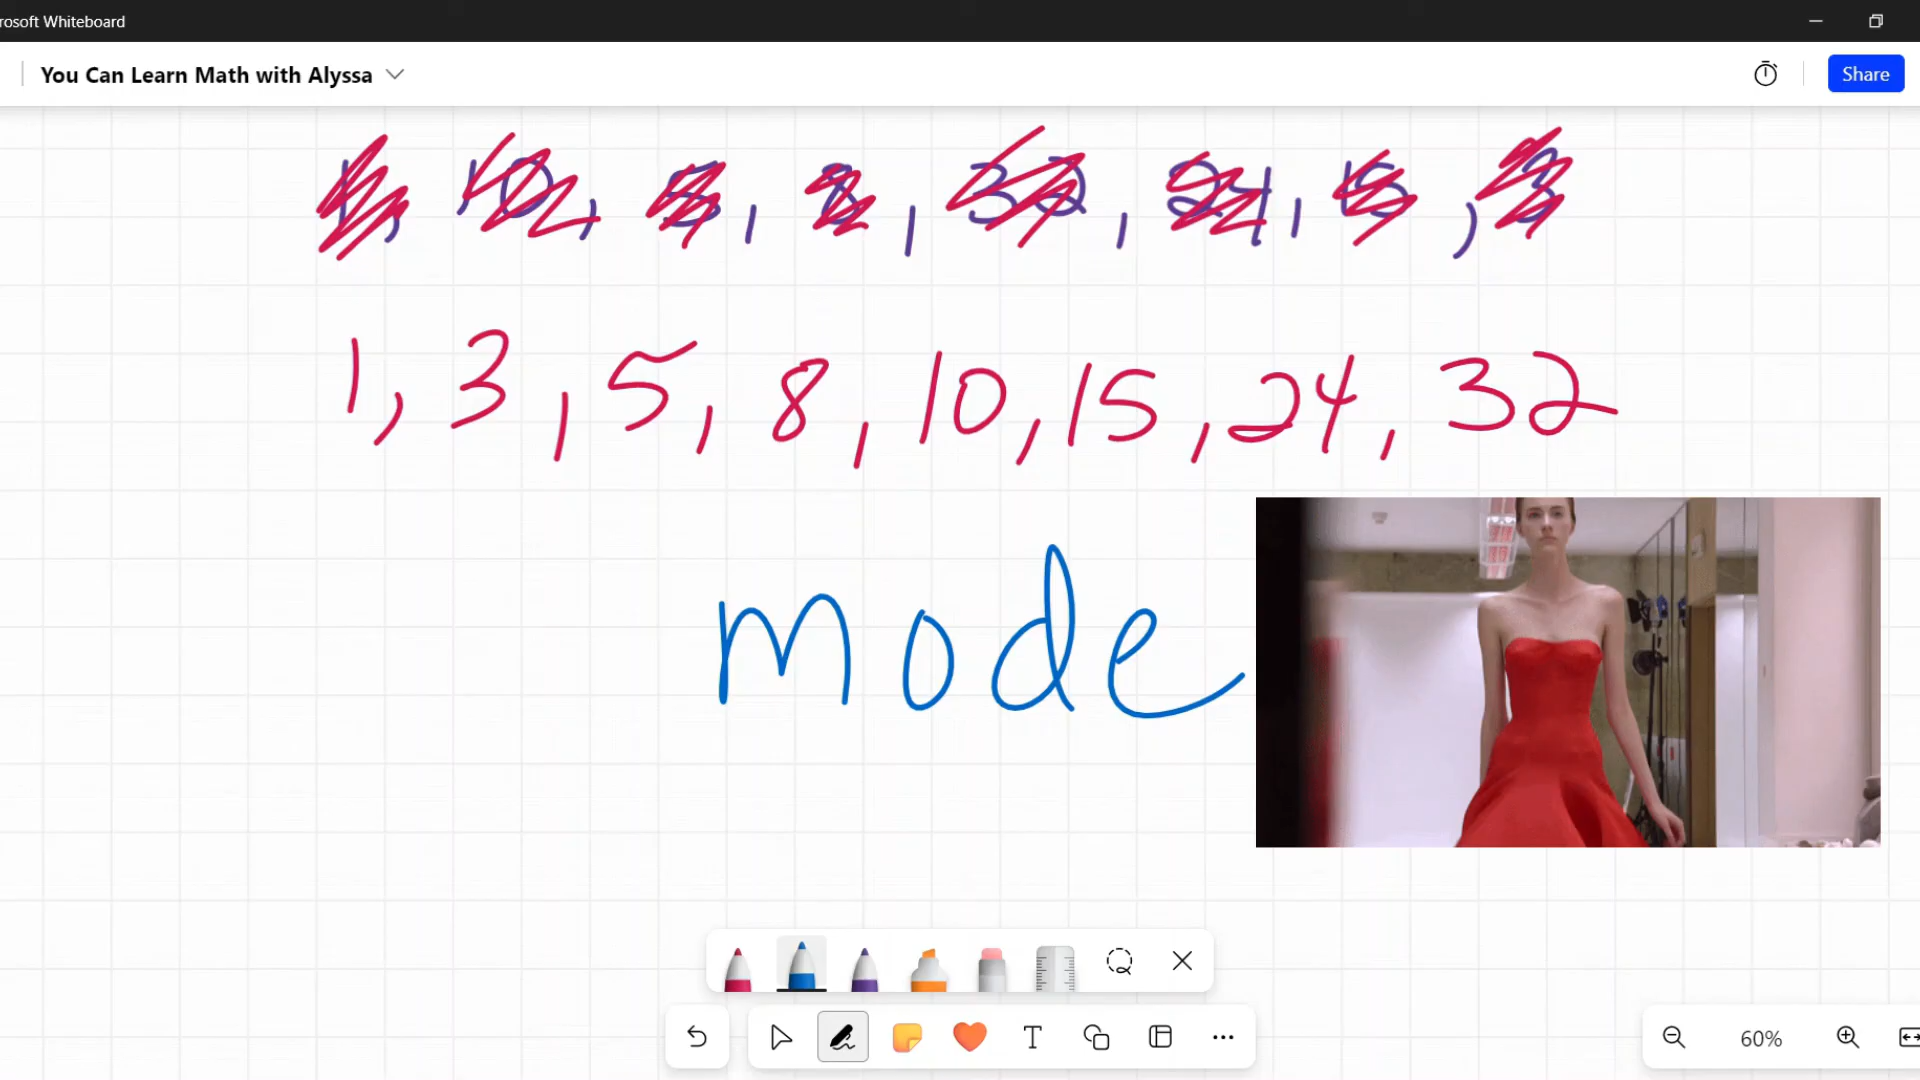 rosoft Whiteboard
You Can Learn Math with Alyssa
Share
1, 3, 5, 8, 10, 15, 24, 32
mode
60%